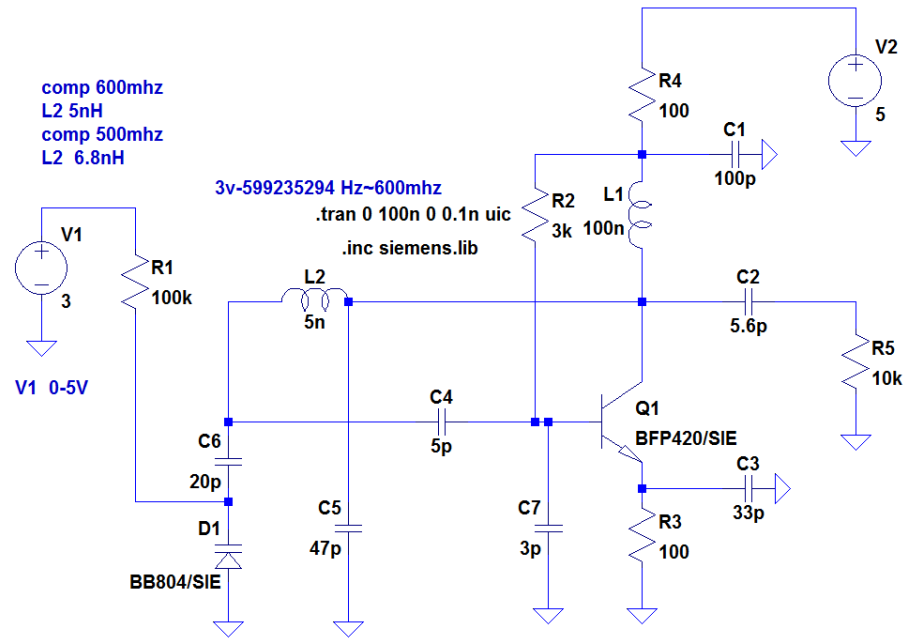 comp 600mhz
L2 5nH
comp 500mhz
L2  6.8nH
3v-599235294 Hz~600mhz
.tran 0 100n 0 0.1n uic
.inc siemens.lib
V1
3
R1
100k
V1  0-5V
L2
5n
C6
20p
D1
BB804/SIE
C5
47p
C4
5p
R2
3k
L1
100n
R4
100
C1
100p
V2
5
C2
5.6p
R5
10k
Q1
BFP420/SIE
C7
3p
R3
100
C3
33p